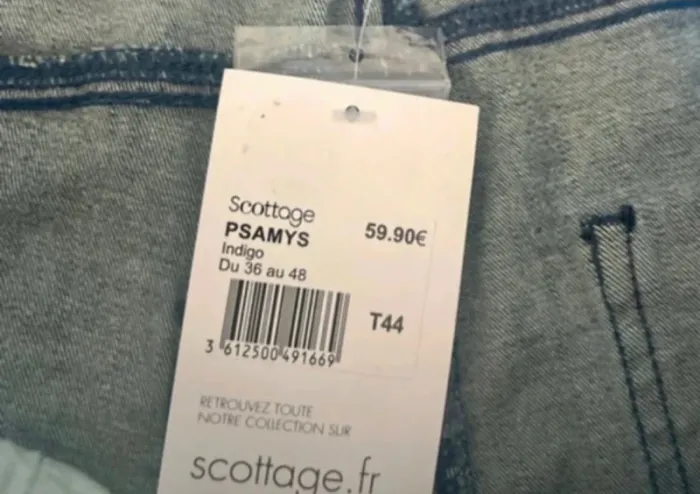 Scottage
PSAMYS
59.90€
Indigo
Du 36 au 48
T44
3 612500 491669
RETROUVEZ TOUTE
NOTRE COLLECTION SUR
scottage.fr